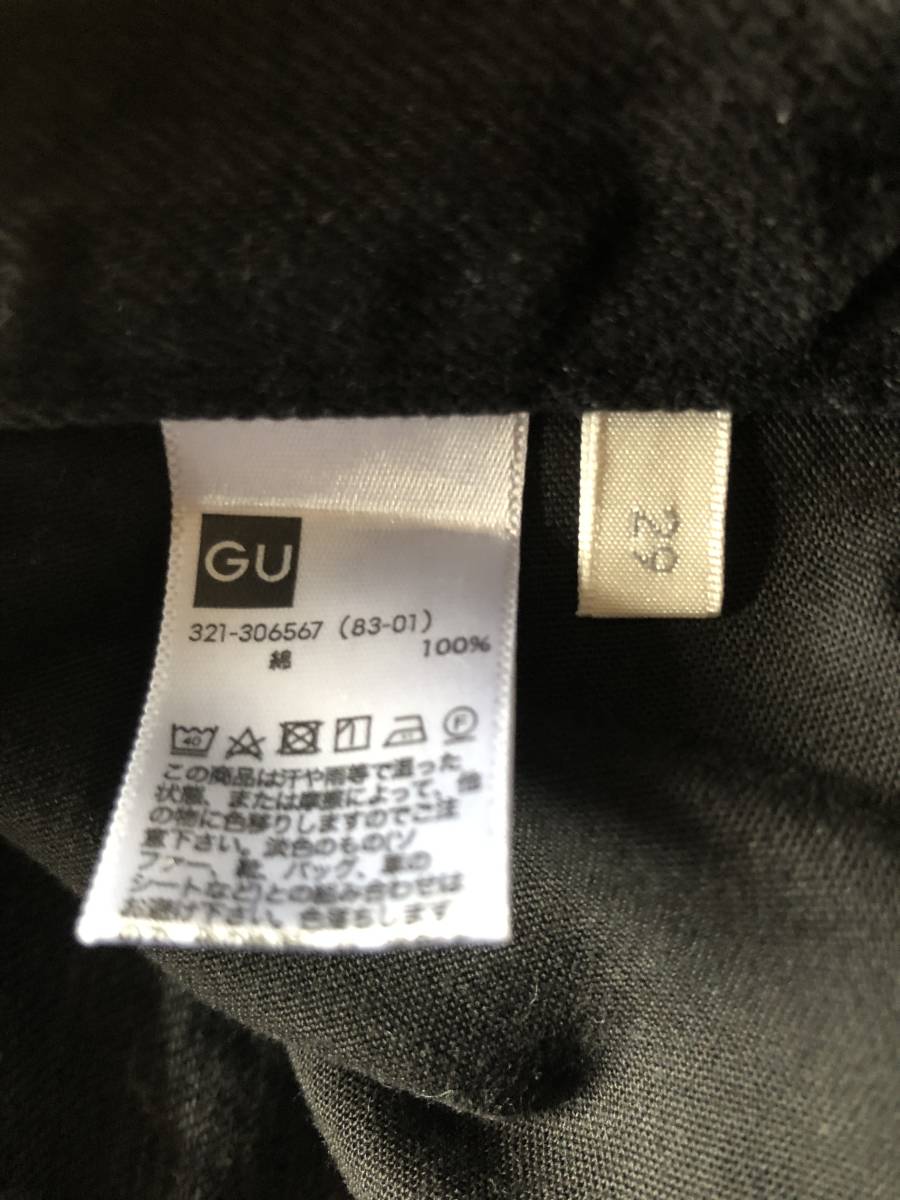 GU
321-306567 (83-01)
綿 100%
40 F
この商品は汗や雨等で湿った
状態、または摩擦によって、他
の物に色移りしますのでご注
意下さい。淡色のもの(ソ
ファー、靴、バッグ、車の
シートなど)との組み合わせは
お避け下さい。色落ちします
29